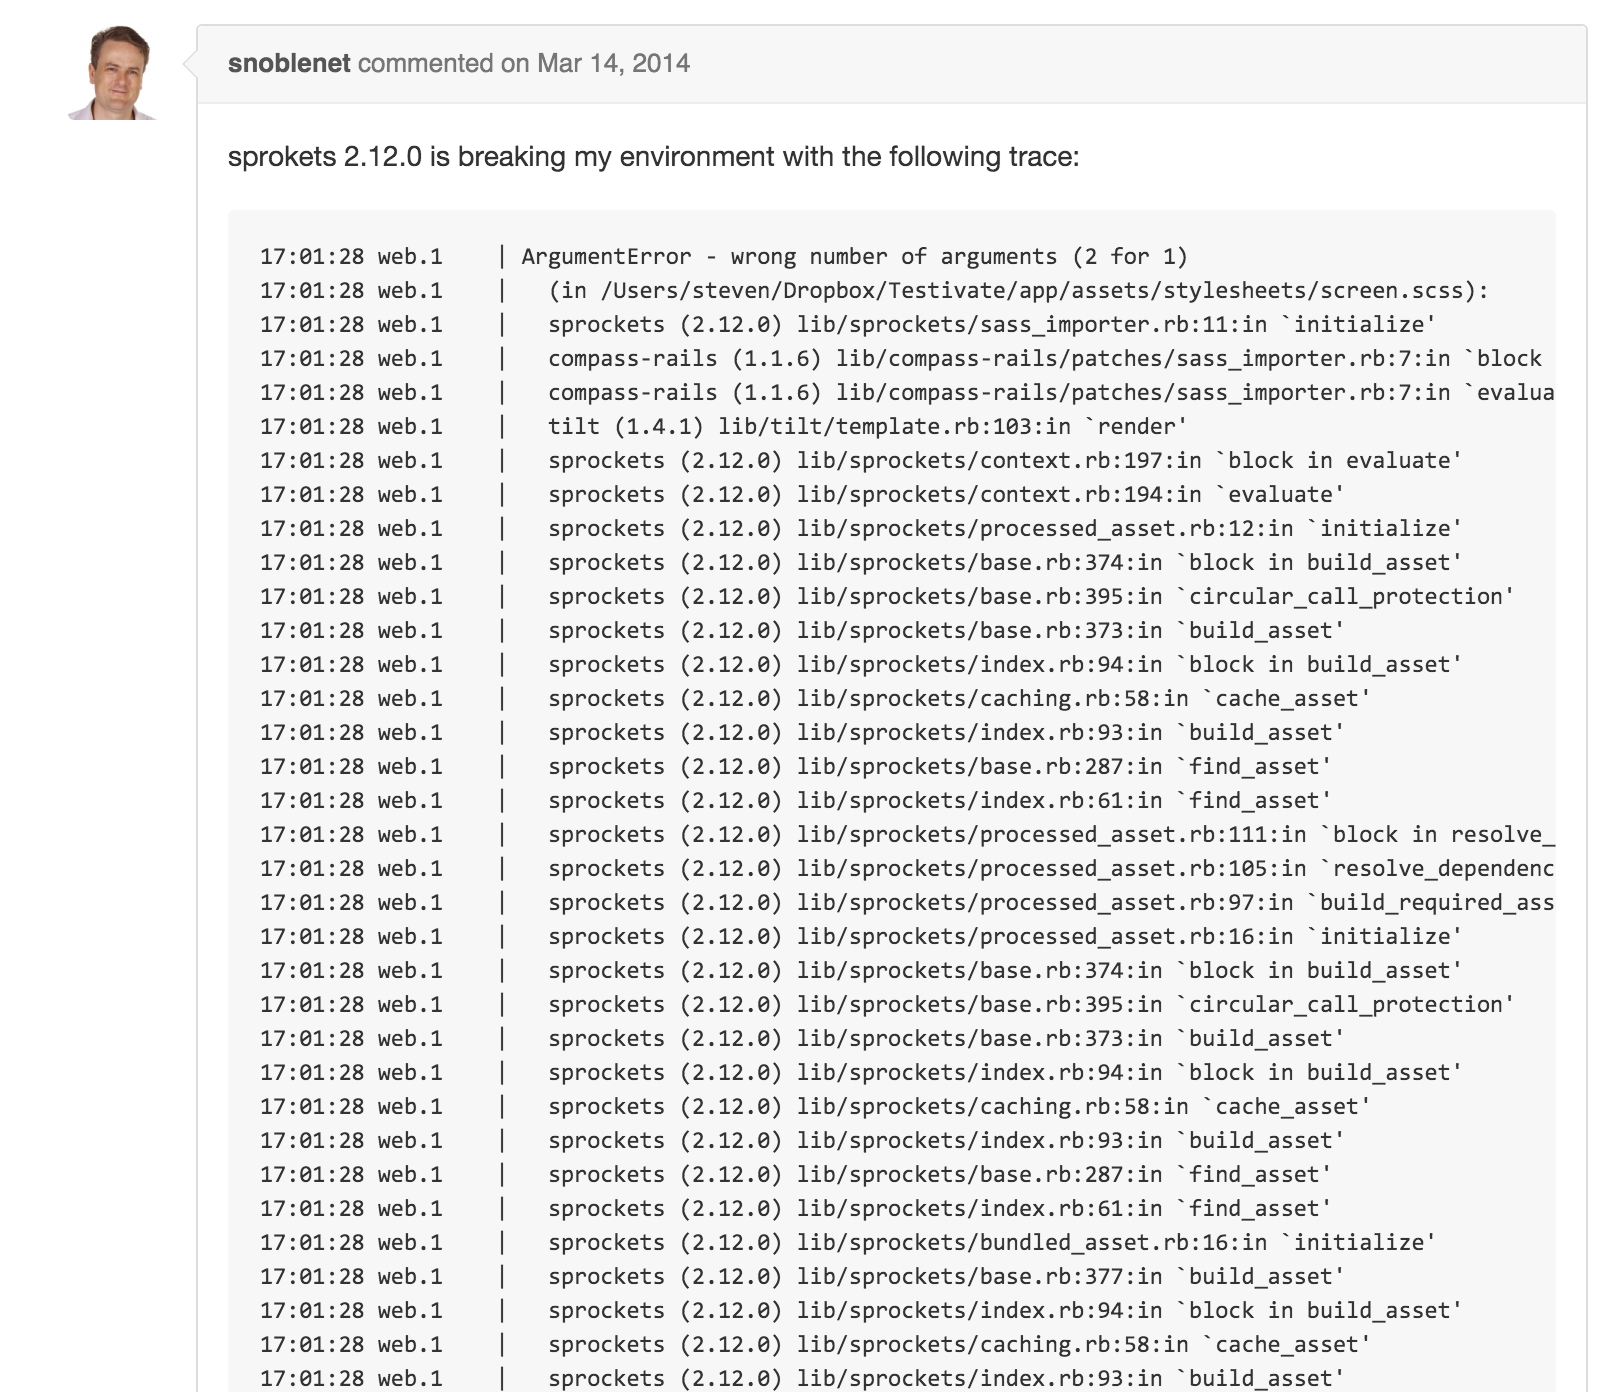 snoblenet commented on Mar 14, 2014
sprokets 2.12.0 is breaking my environment with the following trace:
17:01:28 web.1    | ArgumentError - wrong number of arguments (2 for 1)
17:01:28 web.1    |   (in /Users/steven/Dropbox/Testivate/app/assets/stylesheets/screen.scss):
17:01:28 web.1    |   sprockets (2.12.0) lib/sprockets/sass_importer.rb:11:in `initialize'
17:01:28 web.1    |   compass-rails (1.1.6) lib/compass-rails/patches/sass_importer.rb:7:in `block
17:01:28 web.1    |   compass-rails (1.1.6) lib/compass-rails/patches/sass_importer.rb:7:in `evalua
17:01:28 web.1    |   tilt (1.4.1) lib/tilt/template.rb:103:in `render'
17:01:28 web.1    |   sprockets (2.12.0) lib/sprockets/context.rb:197:in `block in evaluate'
17:01:28 web.1    |   sprockets (2.12.0) lib/sprockets/context.rb:194:in `evaluate'
17:01:28 web.1    |   sprockets (2.12.0) lib/sprockets/processed_asset.rb:12:in `initialize'
17:01:28 web.1    |   sprockets (2.12.0) lib/sprockets/base.rb:374:in `block in build_asset'
17:01:28 web.1    |   sprockets (2.12.0) lib/sprockets/base.rb:395:in `circular_call_protection'
17:01:28 web.1    |   sprockets (2.12.0) lib/sprockets/base.rb:373:in `build_asset'
17:01:28 web.1    |   sprockets (2.12.0) lib/sprockets/index.rb:94:in `block in build_asset'
17:01:28 web.1    |   sprockets (2.12.0) lib/sprockets/caching.rb:58:in `cache_asset'
17:01:28 web.1    |   sprockets (2.12.0) lib/sprockets/index.rb:93:in `build_asset'
17:01:28 web.1    |   sprockets (2.12.0) lib/sprockets/base.rb:287:in `find_asset'
17:01:28 web.1    |   sprockets (2.12.0) lib/sprockets/index.rb:61:in `find_asset'
17:01:28 web.1    |   sprockets (2.12.0) lib/sprockets/processed_asset.rb:111:in `block in resolve_
17:01:28 web.1    |   sprockets (2.12.0) lib/sprockets/processed_asset.rb:105:in `resolve_dependenc
17:01:28 web.1    |   sprockets (2.12.0) lib/sprockets/processed_asset.rb:97:in `build_required_ass
17:01:28 web.1    |   sprockets (2.12.0) lib/sprockets/processed_asset.rb:16:in `initialize'
17:01:28 web.1    |   sprockets (2.12.0) lib/sprockets/base.rb:374:in `block in build_asset'
17:01:28 web.1    |   sprockets (2.12.0) lib/sprockets/base.rb:395:in `circular_call_protection'
17:01:28 web.1    |   sprockets (2.12.0) lib/sprockets/base.rb:373:in `build_asset'
17:01:28 web.1    |   sprockets (2.12.0) lib/sprockets/index.rb:94:in `block in build_asset'
17:01:28 web.1    |   sprockets (2.12.0) lib/sprockets/caching.rb:58:in `cache_asset'
17:01:28 web.1    |   sprockets (2.12.0) lib/sprockets/index.rb:93:in `build_asset'
17:01:28 web.1    |   sprockets (2.12.0) lib/sprockets/base.rb:287:in `find_asset'
17:01:28 web.1    |   sprockets (2.12.0) lib/sprockets/index.rb:61:in `find_asset'
17:01:28 web.1    |   sprockets (2.12.0) lib/sprockets/bundled_asset.rb:16:in `initialize'
17:01:28 web.1    |   sprockets (2.12.0) lib/sprockets/base.rb:377:in `build_asset'
17:01:28 web.1    |   sprockets (2.12.0) lib/sprockets/index.rb:94:in `block in build_asset'
17:01:28 web.1    |   sprockets (2.12.0) lib/sprockets/caching.rb:58:in `cache_asset'
17:01:28 web.1    |   sprockets (2.12.0) lib/sprockets/index.rb:93:in `build_asset'